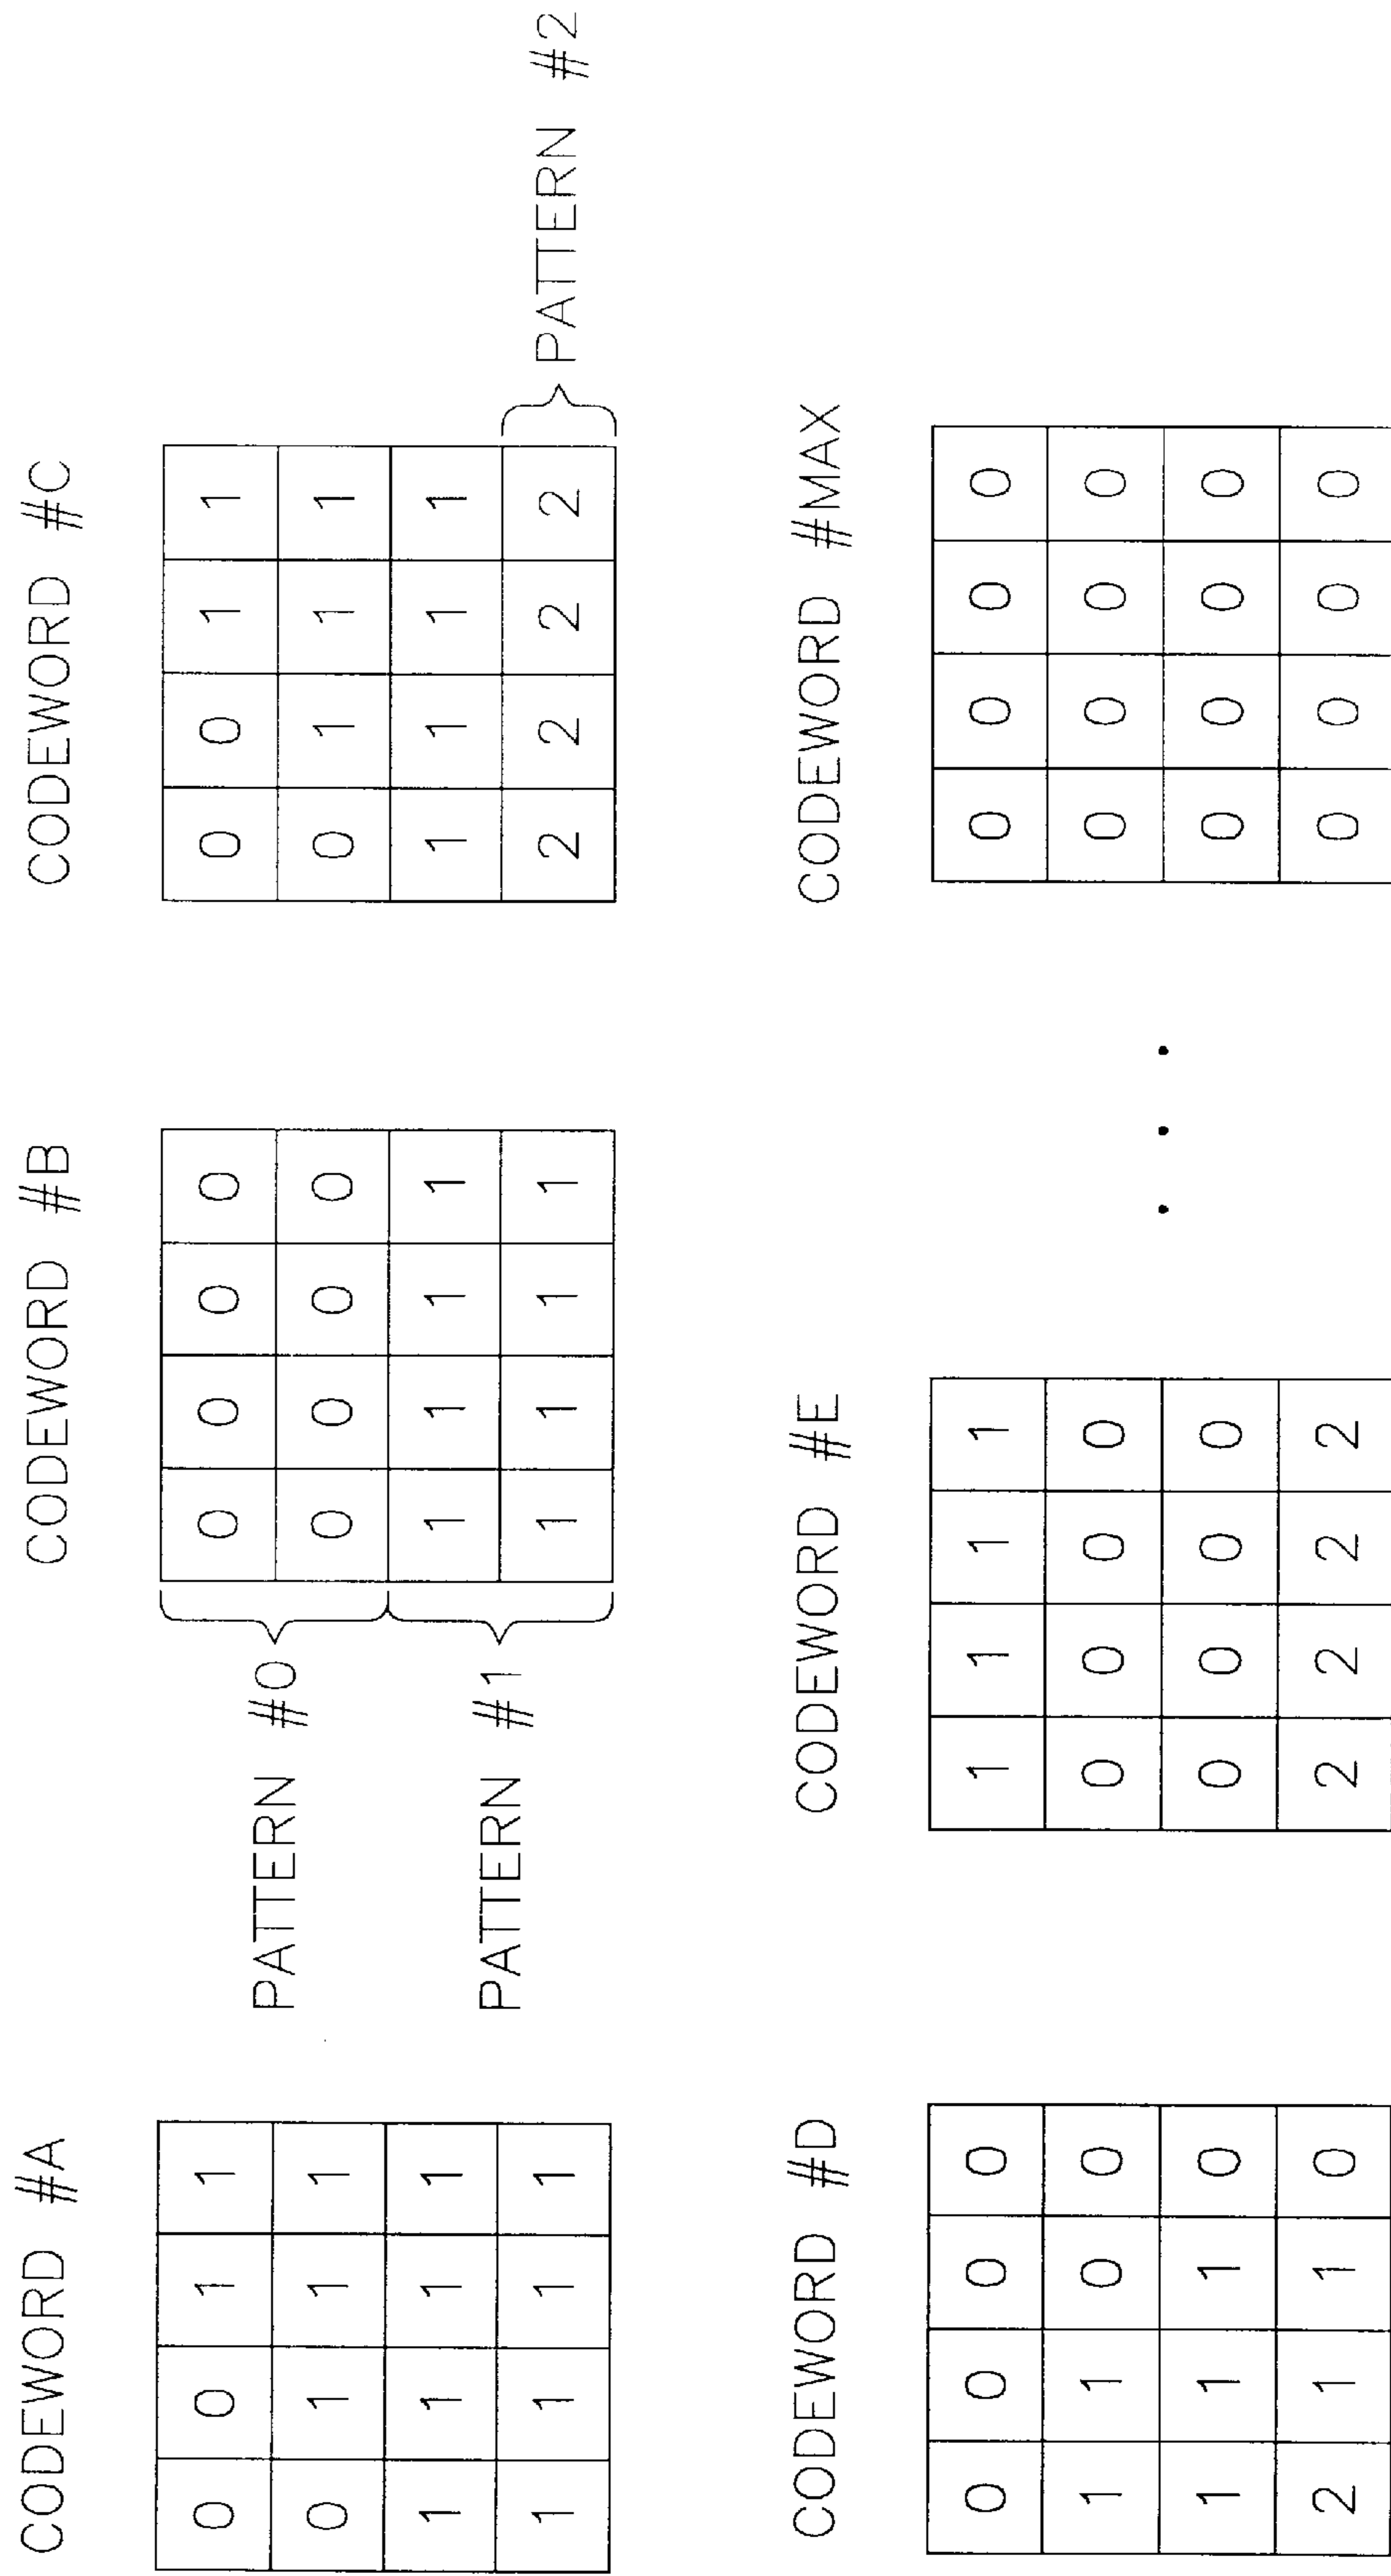 CODEWORD #A
0 0 1 1
0 1 1 1
1 1 1 1
1 1 1 1
CODEWORD #B
PATTERN #0
PATTERN #1
0 0 0 0
0 0 0 0
1 1 1 1
1 1 1 1
CODEWORD #C
0 0 1 1
0 1 1 1
1 1 1 1
2 2 2 2
PATTERN #2
CODEWORD #D
0 0 0 0
1 1 0 0
1 1 1 0
2 1 1 0
CODEWORD #E
1 1 1 1
0 0 0 0
0 0 0 0
2 2 2 2
. . .
CODEWORD #MAX
0 0 0 0
0 0 0 0
0 0 0 0
0 0 0 0